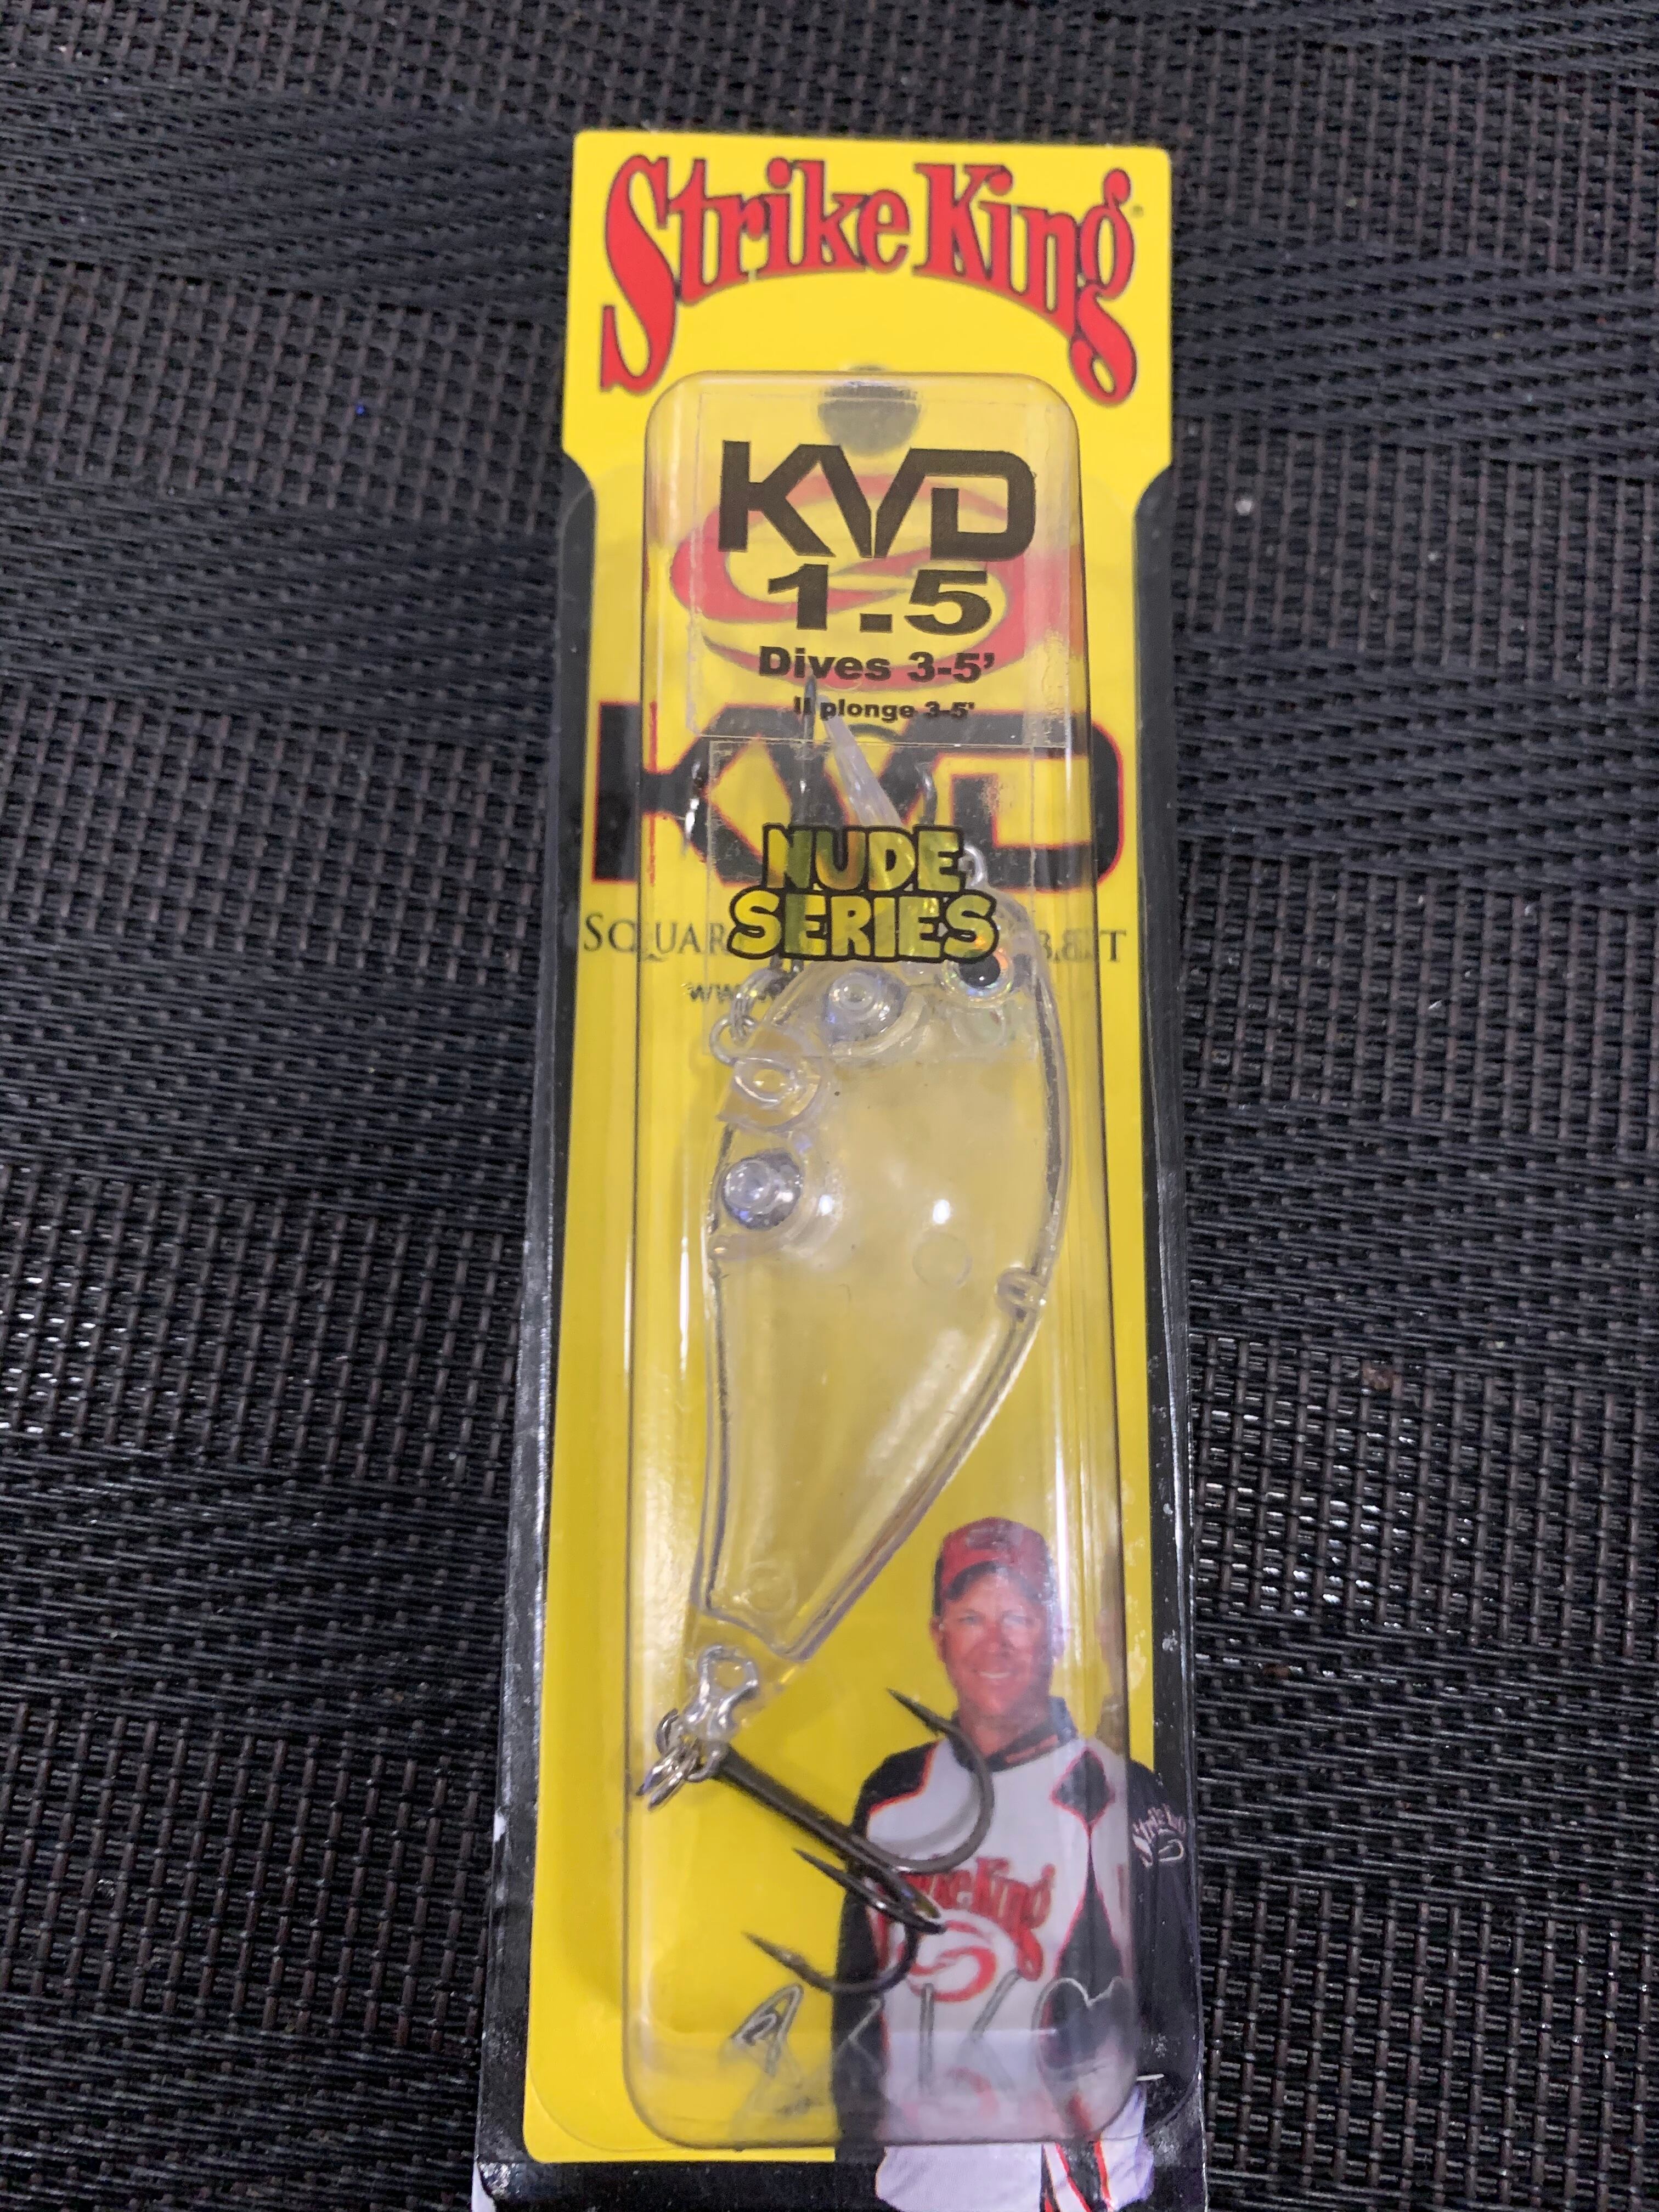 Strike King
KVD
1.5
Dives 3-5'
Il plonge 3-5'
KVD
NUDE
SERIES
Strike King